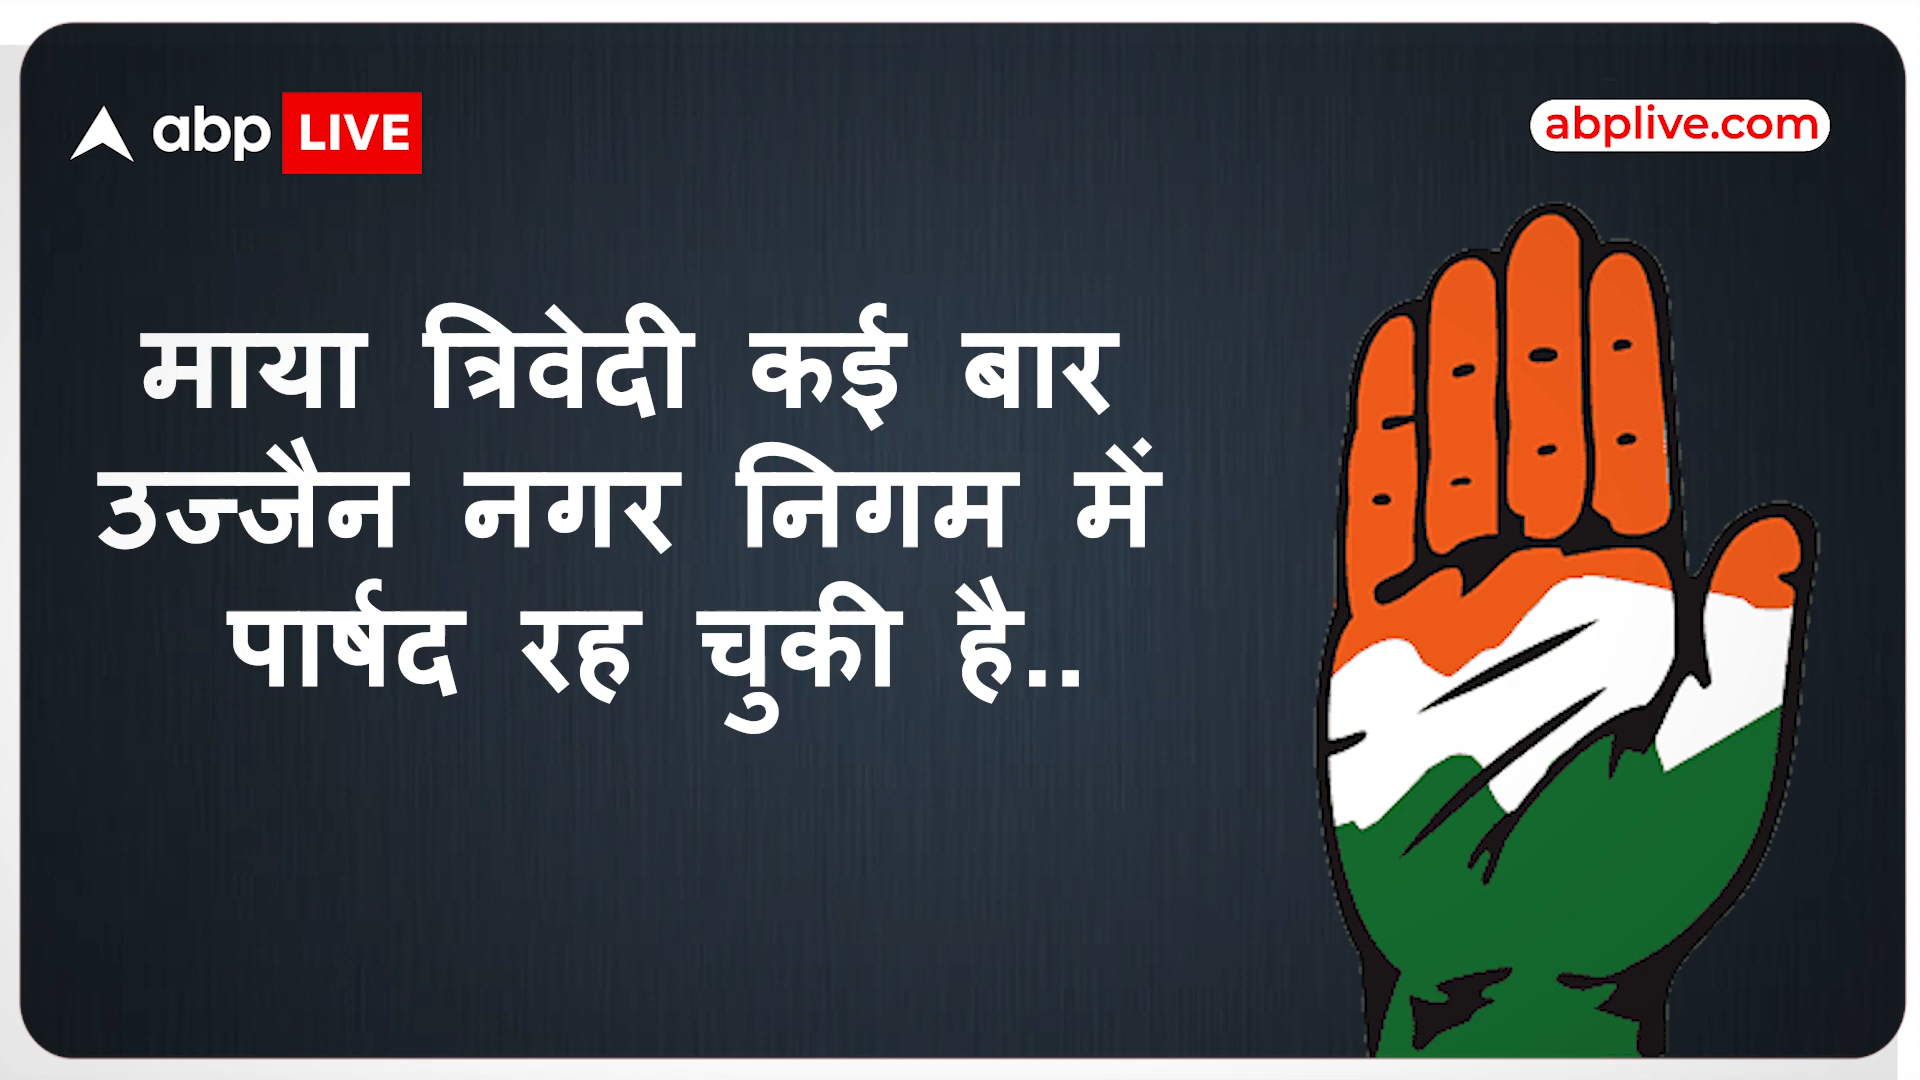 abp LIVE
abplive.com
माया त्रिवेदी कई बार
उज्जैन नगर निगम में
पार्षद रह चुकी है..